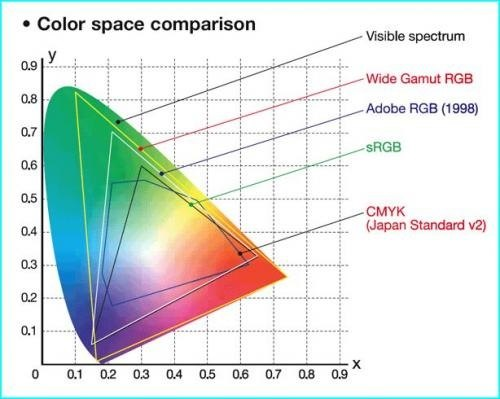 • Color space comparison
y
Visible spectrum
Wide Gamut RGB
Adobe RGB (1998)
sRGB
CMYK
(Japan Standard v2)
0.9
0.8
0.7
0.6
0.5
0.4
0.3
0.2
0.1
0 0.1 0.2 0.3 0.4 0.5 0.6 0.7 0.8 0.9 x